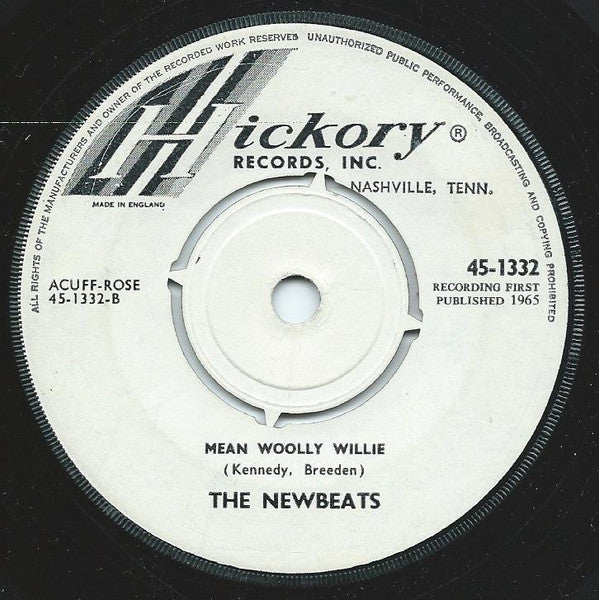 ALL RIGHTS OF THE MANUFACTURERS AND OWNER OF THE RECORDED WORK RESERVED UNAUTHORIZED PUBLIC PERFORMANCE, BROADCASTING AND COPYING PROHIBITED
Hickory®
RECORDS, INC.
NASHVILLE, TENN.
MADE IN ENGLAND
ACUFF-ROSE
45-1332-B
45-1332
RECORDING FIRST
PUBLISHED 1965
MEAN WOOLLY WILLIE
(Kennedy, Breeden)
THE NEWBEATS